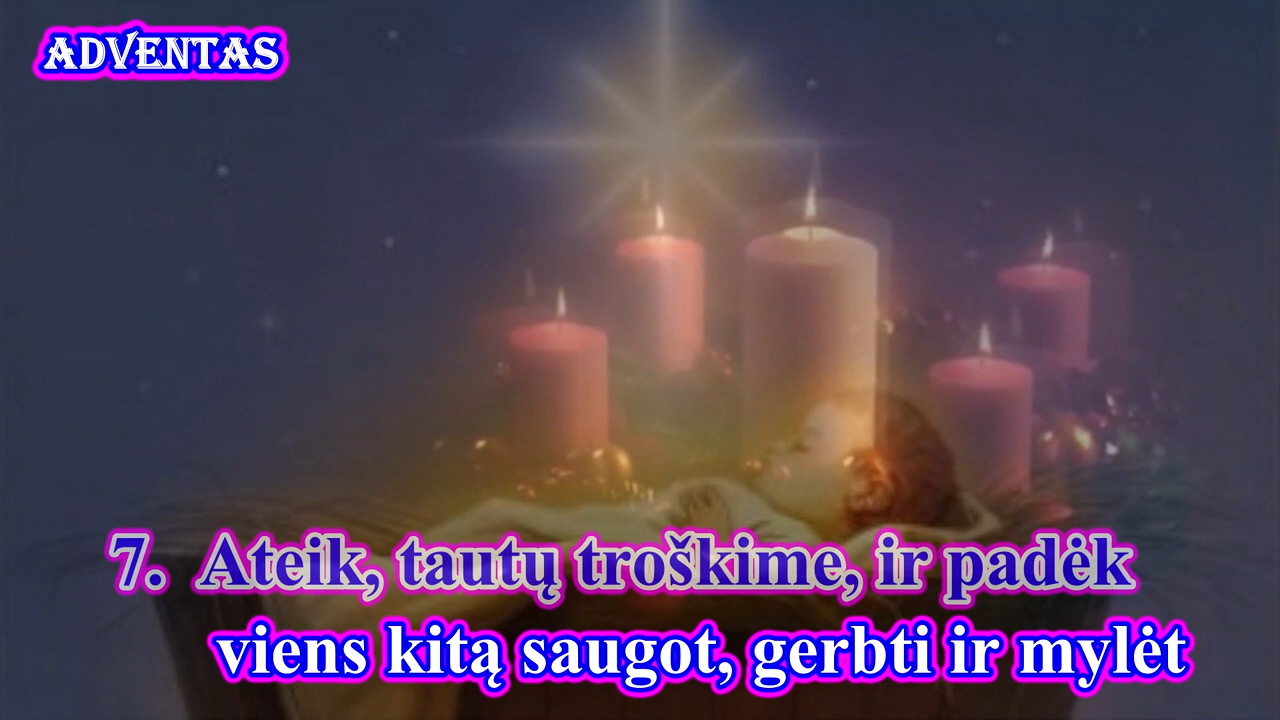 ADVENTAS
7. Ateik, tautų troškime, ir padėk
viens kitą saugot, gerbti ir mylėt